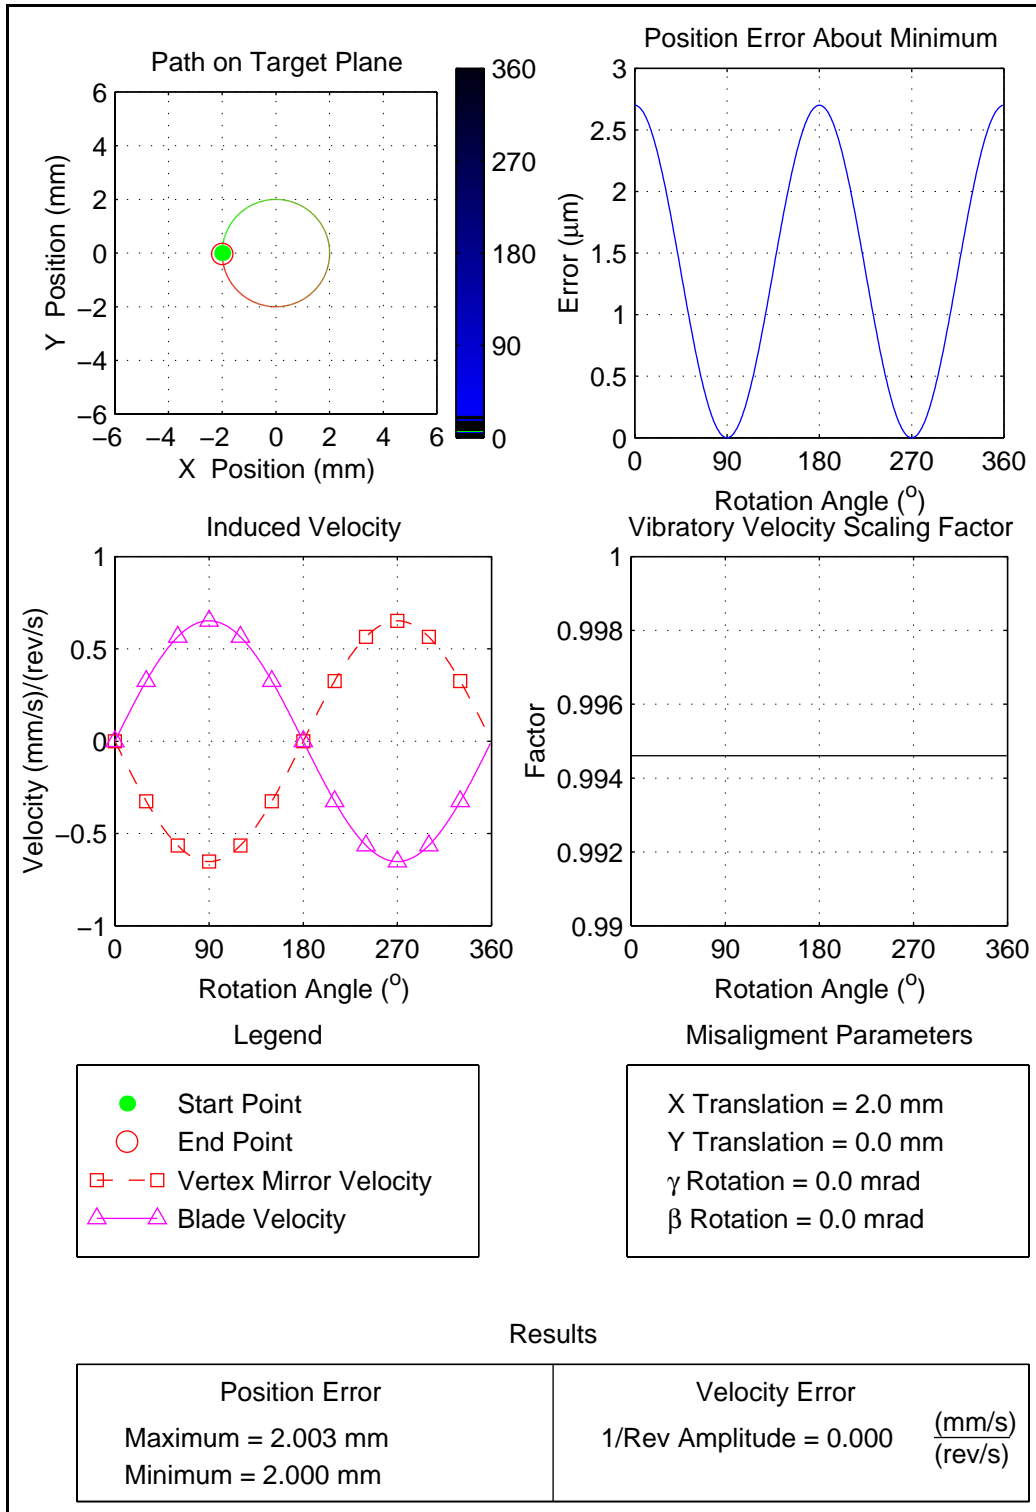 Path on Target Plane
6
4
2
0
−2
−4
−6
−6 −4 −2 0 2 4 6
Y Position (mm)
X Position (mm)
360
270
180
90
0
Position Error About Minimum
3
2.5
2
1.5
1
0.5
0
0 90 180 270 360
Error (μm)
Rotation Angle (o)
Induced Velocity
1
0.5
0
−0.5
−1
0 90 180 270 360
Velocity (mm/s)/(rev/s)
Rotation Angle (o)
Vibratory Velocity Scaling Factor
1
0.998
0.996
0.994
0.992
0.99
0 90 180 270 360
Factor
Rotation Angle (o)
Legend
Start Point
End Point
Vertex Mirror Velocity
Blade Velocity
Misaligment Parameters
X Translation = 2.0 mm
Y Translation = 0.0 mm
γ Rotation = 0.0 mrad
β Rotation = 0.0 mrad
Results
Position Error
Maximum = 2.003 mm
Minimum = 2.000 mm
Velocity Error
1/Rev Amplitude = 0.000 (mm/s)
(rev/s)